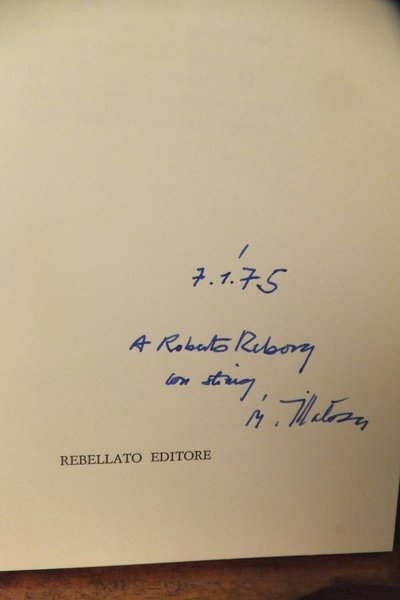 7.1.75
A Roberto Rebora
con stima
M.
REBELLATO EDITORE